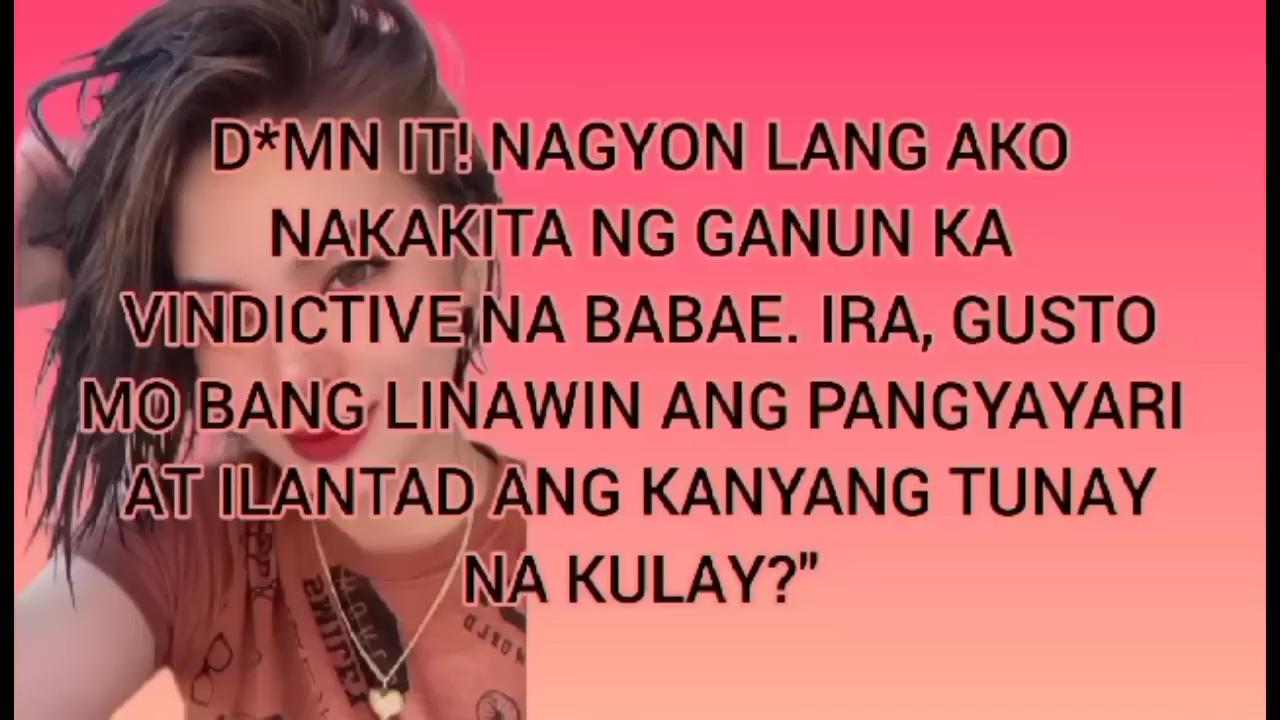 D*MN IT! NAGYON LANG AKO
NAKAKITA NG GANUN KA
VINDICTIVE NA BABAE. IRA, GUSTO
MO BANG LINAWIN ANG PANGYAYARI
AT ILANTAD ANG KANYANG TUNAY
NA KULAY?”
WORLD